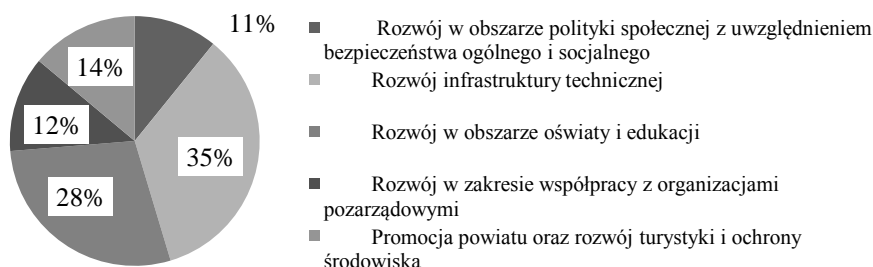 11%
14%
12%
35%
28%
Rozwój w obszarze polityki społecznej z uwzględnieniem
bezpieczeństwa ogólnego i socjalnego
Rozwój infrastruktury technicznej
Rozwój w obszarze oświaty i edukacji
Rozwój w zakresie współpracy z organizacjami
pozarządowymi
Promocja powiatu oraz rozwój turystyki i ochrony
środowiska